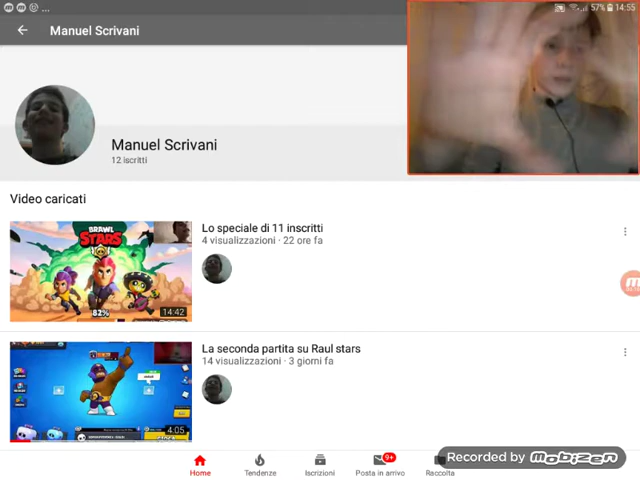 57% 14:55
Manuel Scrivani
Manuel Scrivani
12 iscritti
Video caricati
BRAWL
STARS
82%
14:42
Lo speciale di 11 inscritti
4 visualizzazioni · 22 ore fa
4:05
La seconda partita su Raul stars
14 visualizzazioni · 3 giorni fa
9+
Home
Tendenze
Iscrizioni
Posta in arrivo
Raccolta
Recorded by mobizen